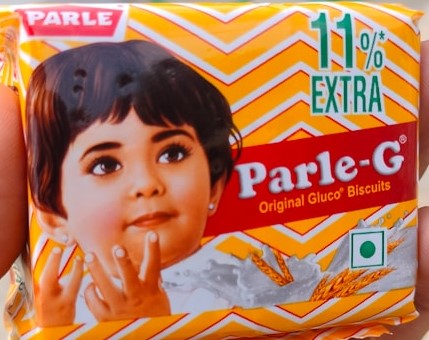 PARLE
11%*
EXTRA
Parle-G®
Original Gluco® Biscuits